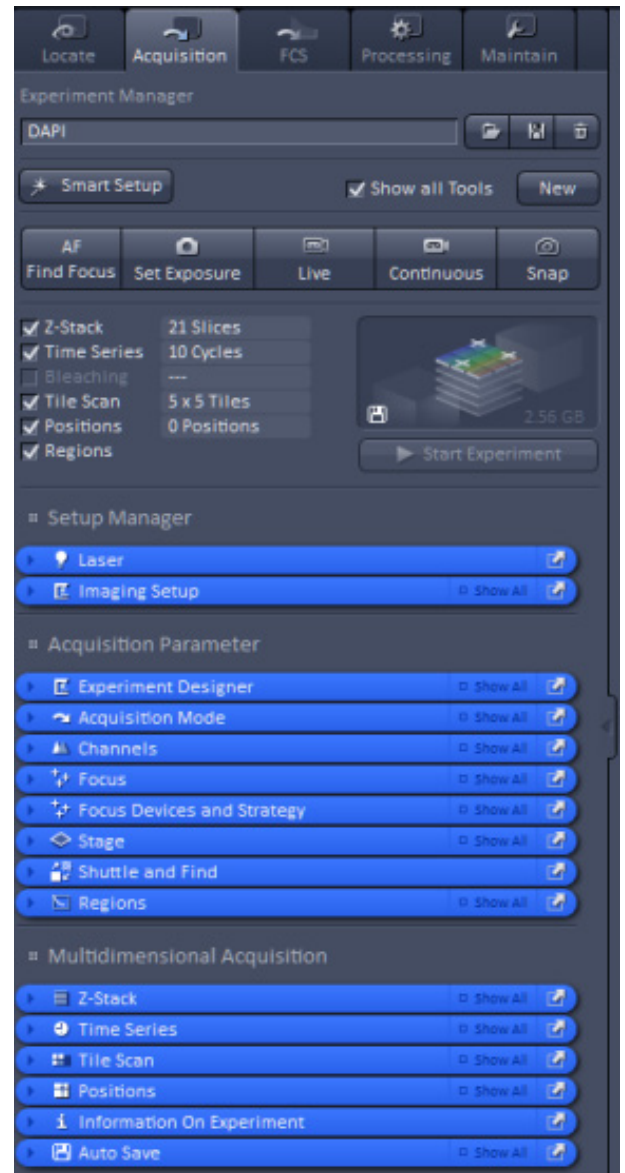 Locate Acquisition FCS Processing Maintain
Experiment Manager
DAPI
Smart Setup Show all Tools New
AF
Find Focus Set Exposure Live Continuous Snap
Z-Stack 21 Slices
Time Series 10 Cycles
Bleaching ---
Tile Scan 5 x 5 Tiles
Positions 0 Positions
Regions
2.56 GB
Start Experiment
Setup Manager
Laser
Imaging Setup Show All
Acquisition Parameter
Experiment Designer Show All
Acquisition Mode Show All
Channels Show All
Focus Show All
Focus Devices and Strategy Show All
Stage Show All
Shuttle and Find
Regions Show All
Multidimensional Acquisition
Z-Stack Show All
Time Series Show All
Tile Scan Show All
Positions Show All
Information On Experiment
Auto Save Show All